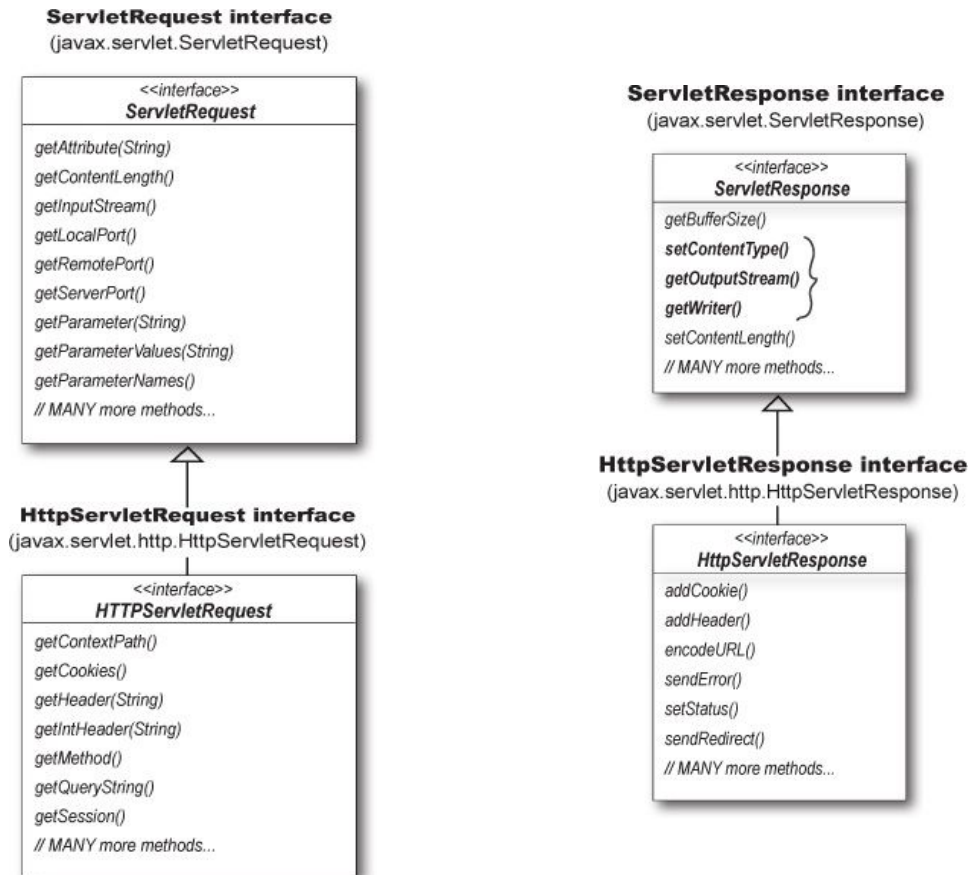 ServletRequest interface
(javax.servlet.ServletRequest)
<<interface>>
ServletRequest
getAttribute(String)
getContentLength()
getInputStream()
getLocalPort()
getRemotePort()
getServerPort()
getParameter(String)
getParameterValues(String)
getParameterNames()
// MANY more methods...
HttpServletRequest interface
(javax.servlet.http.HttpServletRequest)
<<interface>>
HTTPServletRequest
getContextPath()
getCookies()
getHeader(String)
getIntHeader(String)
getMethod()
getQueryString()
getSession()
// MANY more methods...
ServletResponse interface
(javax.servlet.ServletResponse)
<<interface>>
ServletResponse
getBufferSize()
setContentType()
getOutputStream()
getWriter()
setContentLength()
// MANY more methods...
HttpServletResponse interface
(javax.servlet.http.HttpServletResponse)
<<interface>>
HttpServletResponse
addCookie()
addHeader()
encodeURL()
sendError()
setStatus()
sendRedirect()
// MANY more methods...